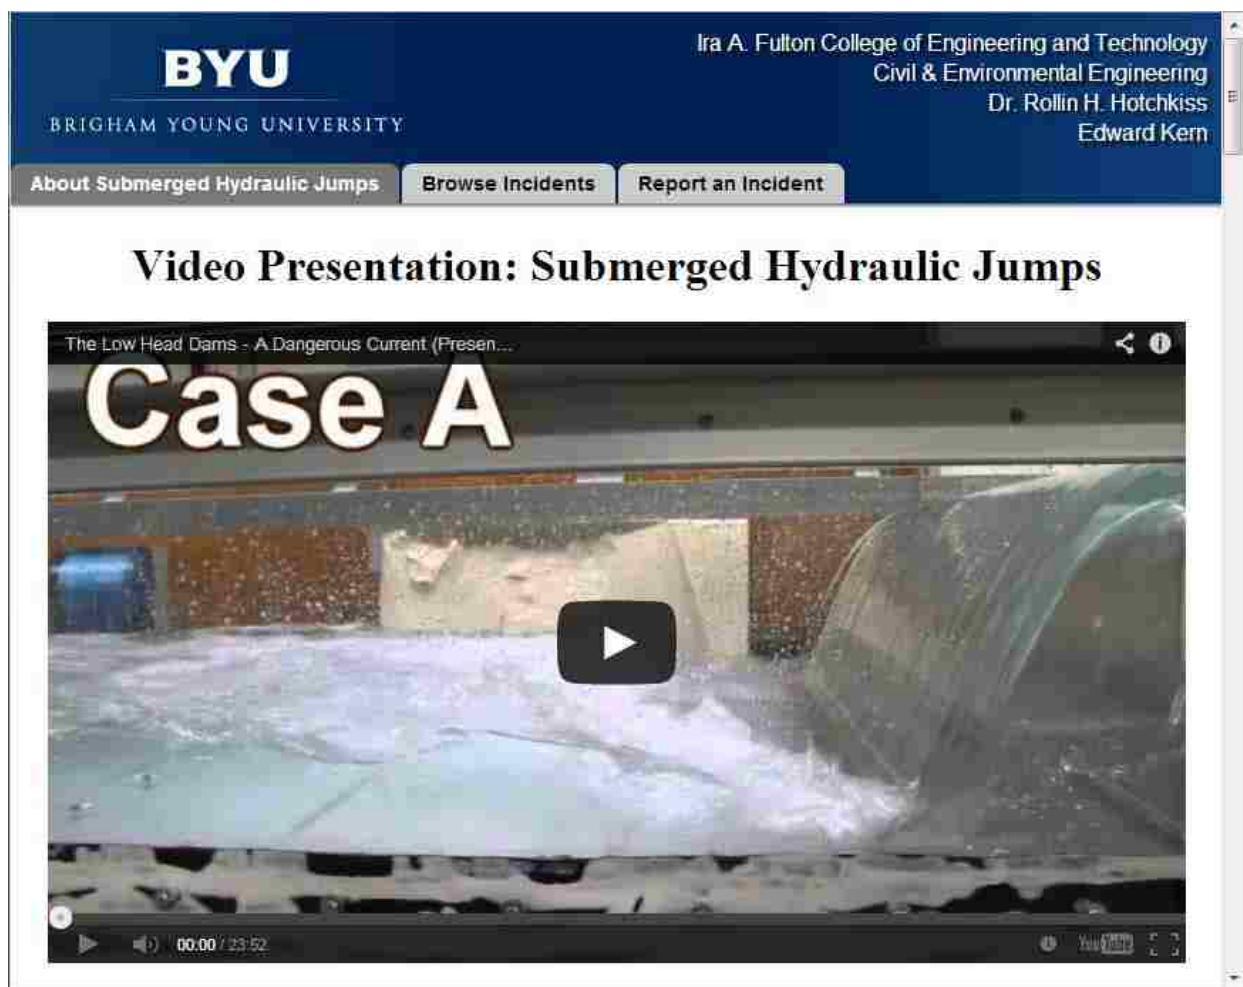 BYU
BRIGHAM YOUNG UNIVERSITY
Ira A. Fulton College of Engineering and Technology
Civil & Environmental Engineering
Dr. Rollin H. Hotchkiss
Edward Kern
About Submerged Hydraulic Jumps
Browse Incidents
Report an Incident
Video Presentation: Submerged Hydraulic Jumps
The Low Head Dams - A Dangerous Current (Presen...
Case A
00:00 / 23:52
YouTube